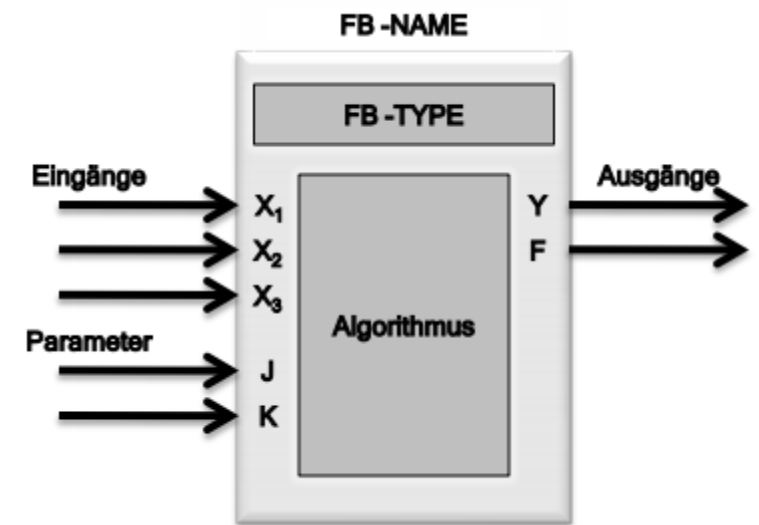 FB -NAME
FB -TYPE
Eingänge
Ausgänge
X₁
Y
X₂
F
X₃
Algorithmus
Parameter
J
K